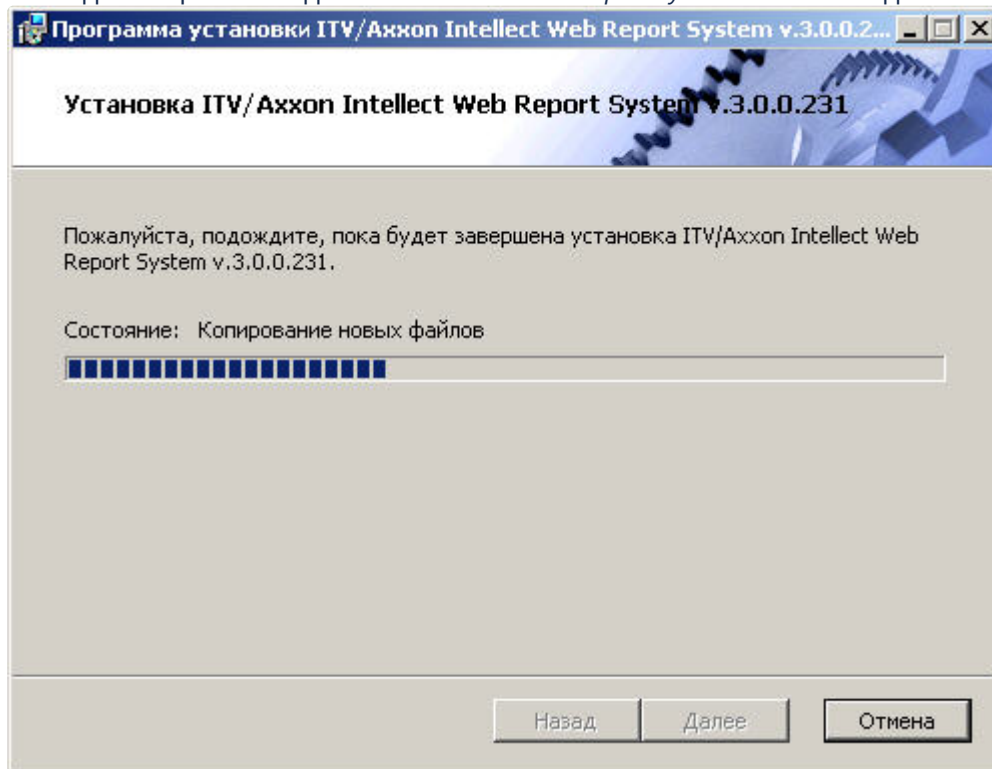 Программа установки ITV/Axxon Intellect Web Report System v.3.0.0.2...
Установка ITV/Axxon Intellect Web Report System v.3.0.0.231
Пожалуйста, подождите, пока будет завершена установка ITV/Axxon Intellect Web
Report System v.3.0.0.231.
Состояние: Копирование новых файлов
Назад Далее Отмена